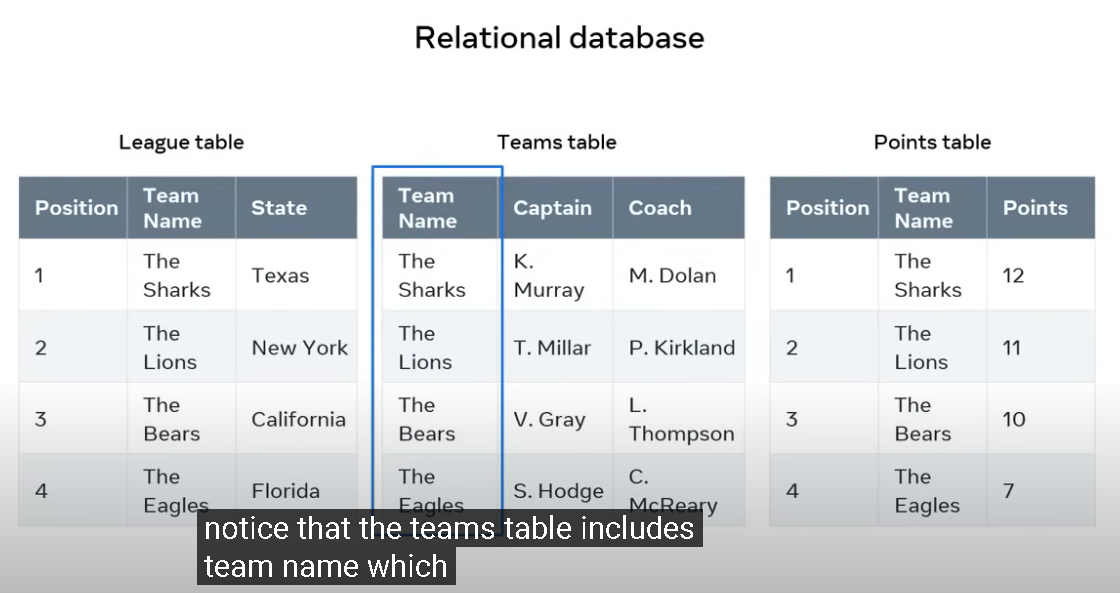 Relational database
League table
Position Team Name State
1 The Sharks Texas
2 The Lions New York
3 The Bears California
4 The Eagles Florida
Teams table
Team Name Captain Coach
The Sharks K. Murray M. Dolan
The Lions T. Millar P. Kirkland
The Bears V. Gray L. Thompson
The Eagles S. Hodge C. McReary
Points table
Position Team Name Points
1 The Sharks 12
2 The Lions 11
3 The Bears 10
4 The Eagles 7
notice that the teams table includes
team name which